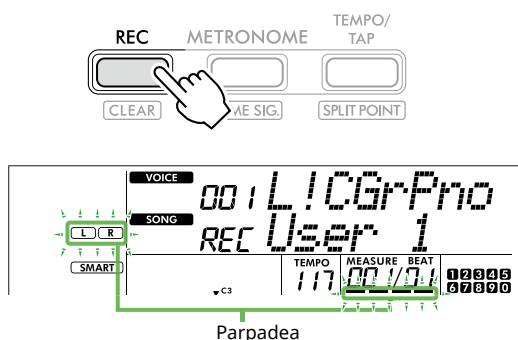 TEMPO/
REC METRONOME TAP
CLEAR ME SIG. SPLIT POINT
VOICE 001 L!CGrPno
SONG REC User 1
L R
SMART TEMPO MEASURE BEAT
117 001/01 1 2 3 4 5
C3 6 7 8 9 0
Parpadea